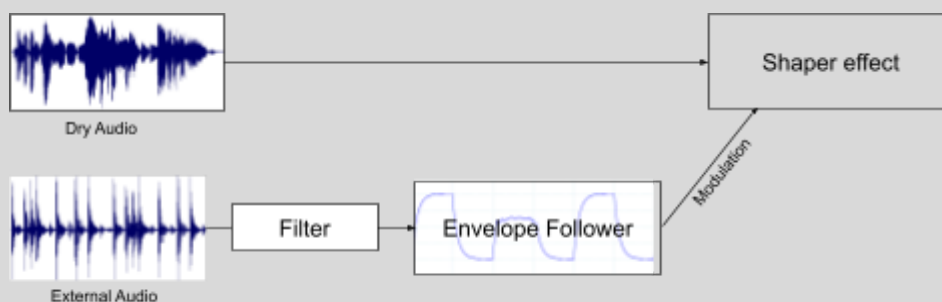 Shaper effect
Dry Audio
Modulation
Filter
Envelope Follower
External Audio